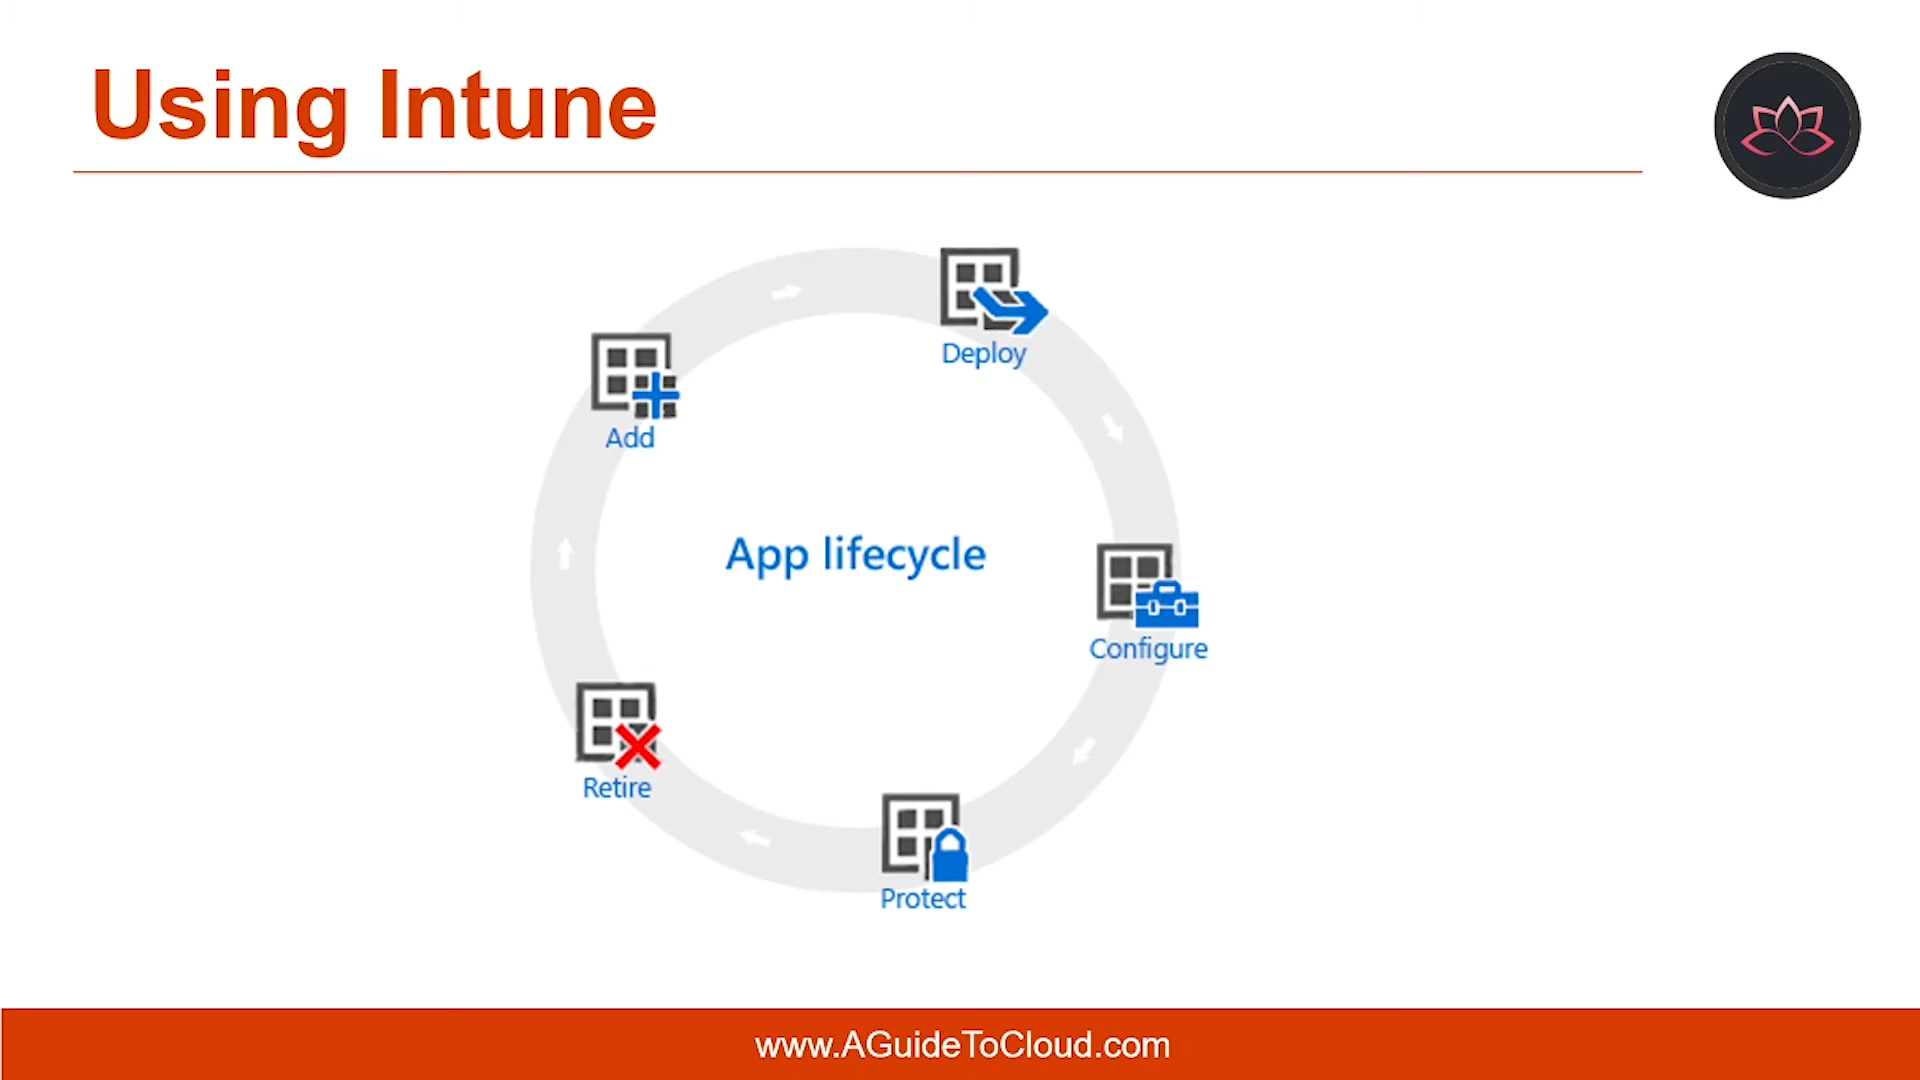 Using Intune
Deploy
Add
App lifecycle
Configure
Retire
Protect
www.AGuideToCloud.com